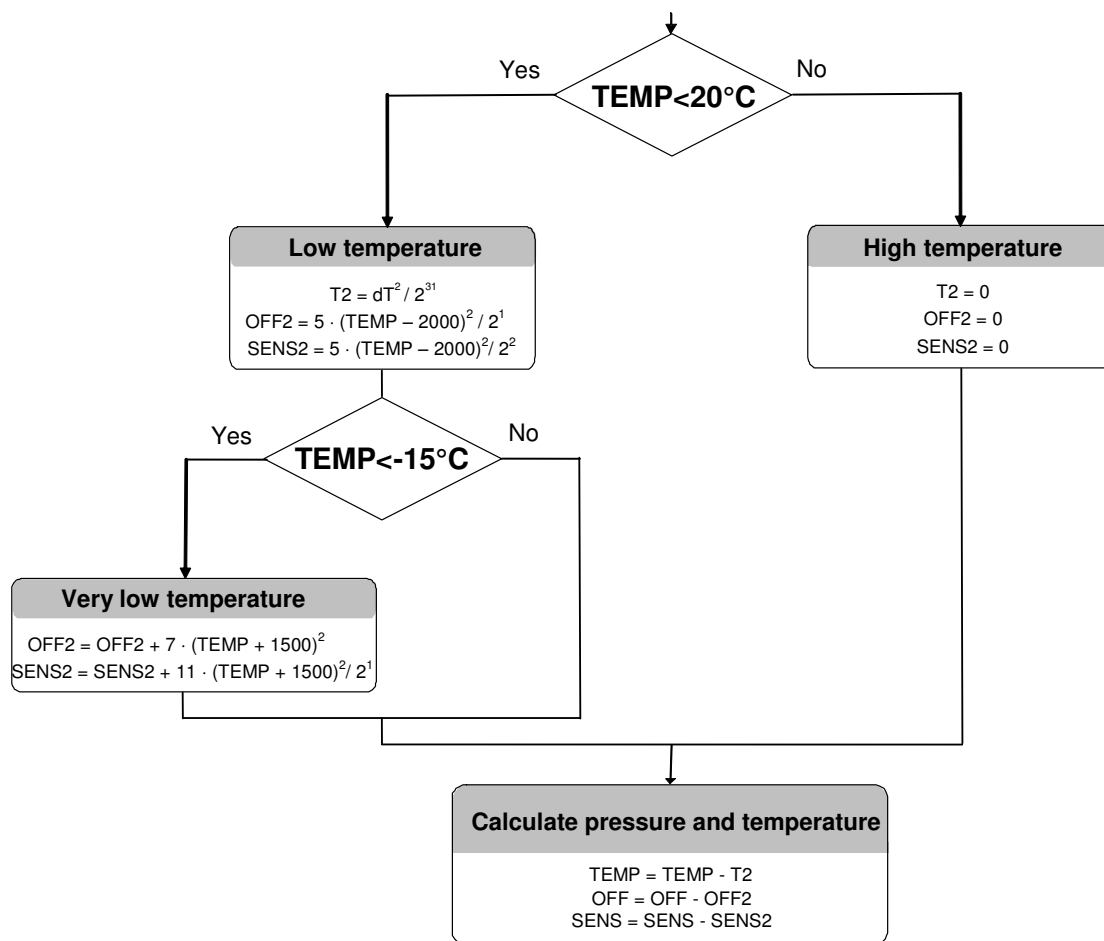 Yes
No
TEMP<20°C
Low temperature
T2 = dT² / 2³¹
OFF2 = 5 · (TEMP – 2000)² / 2¹
SENS2 = 5 · (TEMP – 2000)² / 2²
High temperature
T2 = 0
OFF2 = 0
SENS2 = 0
Yes
No
TEMP<-15°C
Very low temperature
OFF2 = OFF2 + 7 · (TEMP + 1500)²
SENS2 = SENS2 + 11 · (TEMP + 1500)² / 2¹
Calculate pressure and temperature
TEMP = TEMP - T2
OFF = OFF - OFF2
SENS = SENS - SENS2